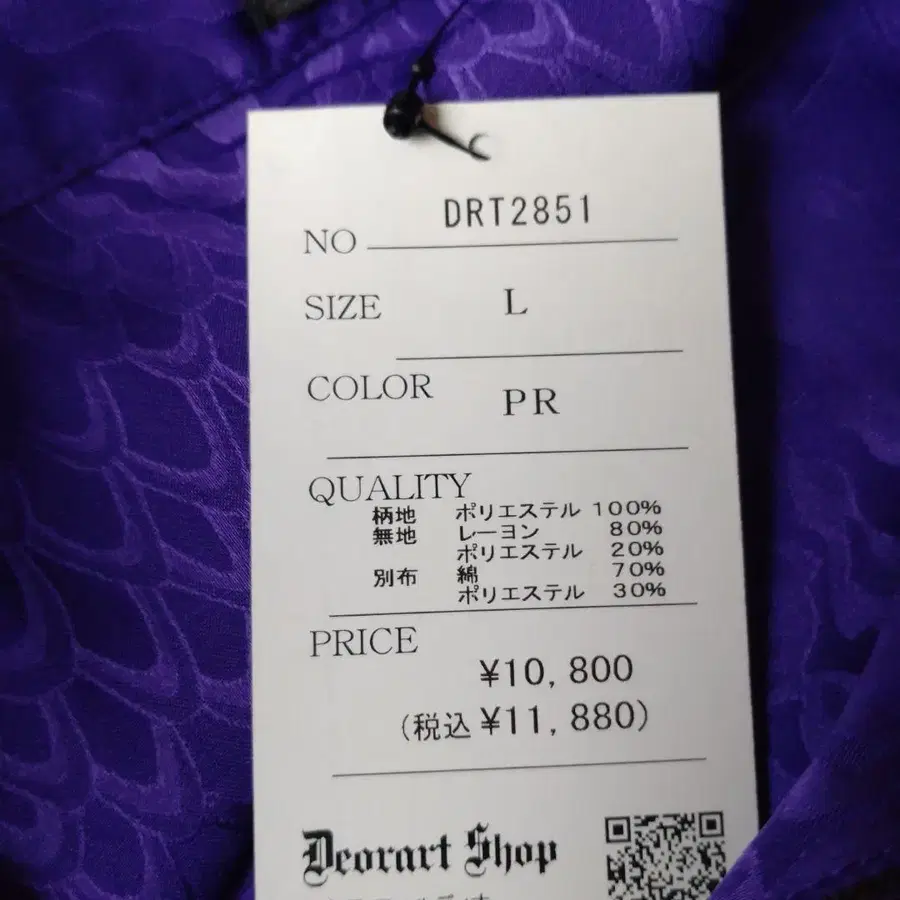 NO DRT2851
SIZE L
COLOR PR
QUALITY
柄地 ポリエステル 100%
無地 レーヨン 80%
ポリエステル 20%
別布 綿 70%
ポリエステル 30%
PRICE
¥10,800
(税込¥11,880)
Deorart Shop